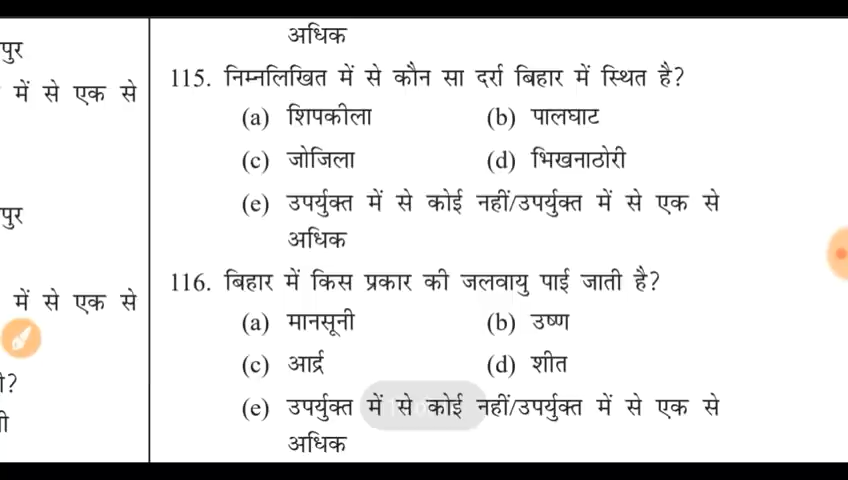 पुर
में से एक से
पुर
में से एक से
?
अधिक
115. निम्नलिखित में से कौन सा दर्रा बिहार में स्थित है?
(a) शिपकीला (b) पालघाट
(c) जोजिला (d) भिखनाठोरी
(e) उपर्युक्त में से कोई नहीं/उपर्युक्त में से एक से
अधिक
116. बिहार में किस प्रकार की जलवायु पाई जाती है?
(a) मानसूनी (b) उष्ण
(c) आर्द्र (d) शीत
(e) उपर्युक्त में से कोई नहीं/उपर्युक्त में से एक से
अधिक